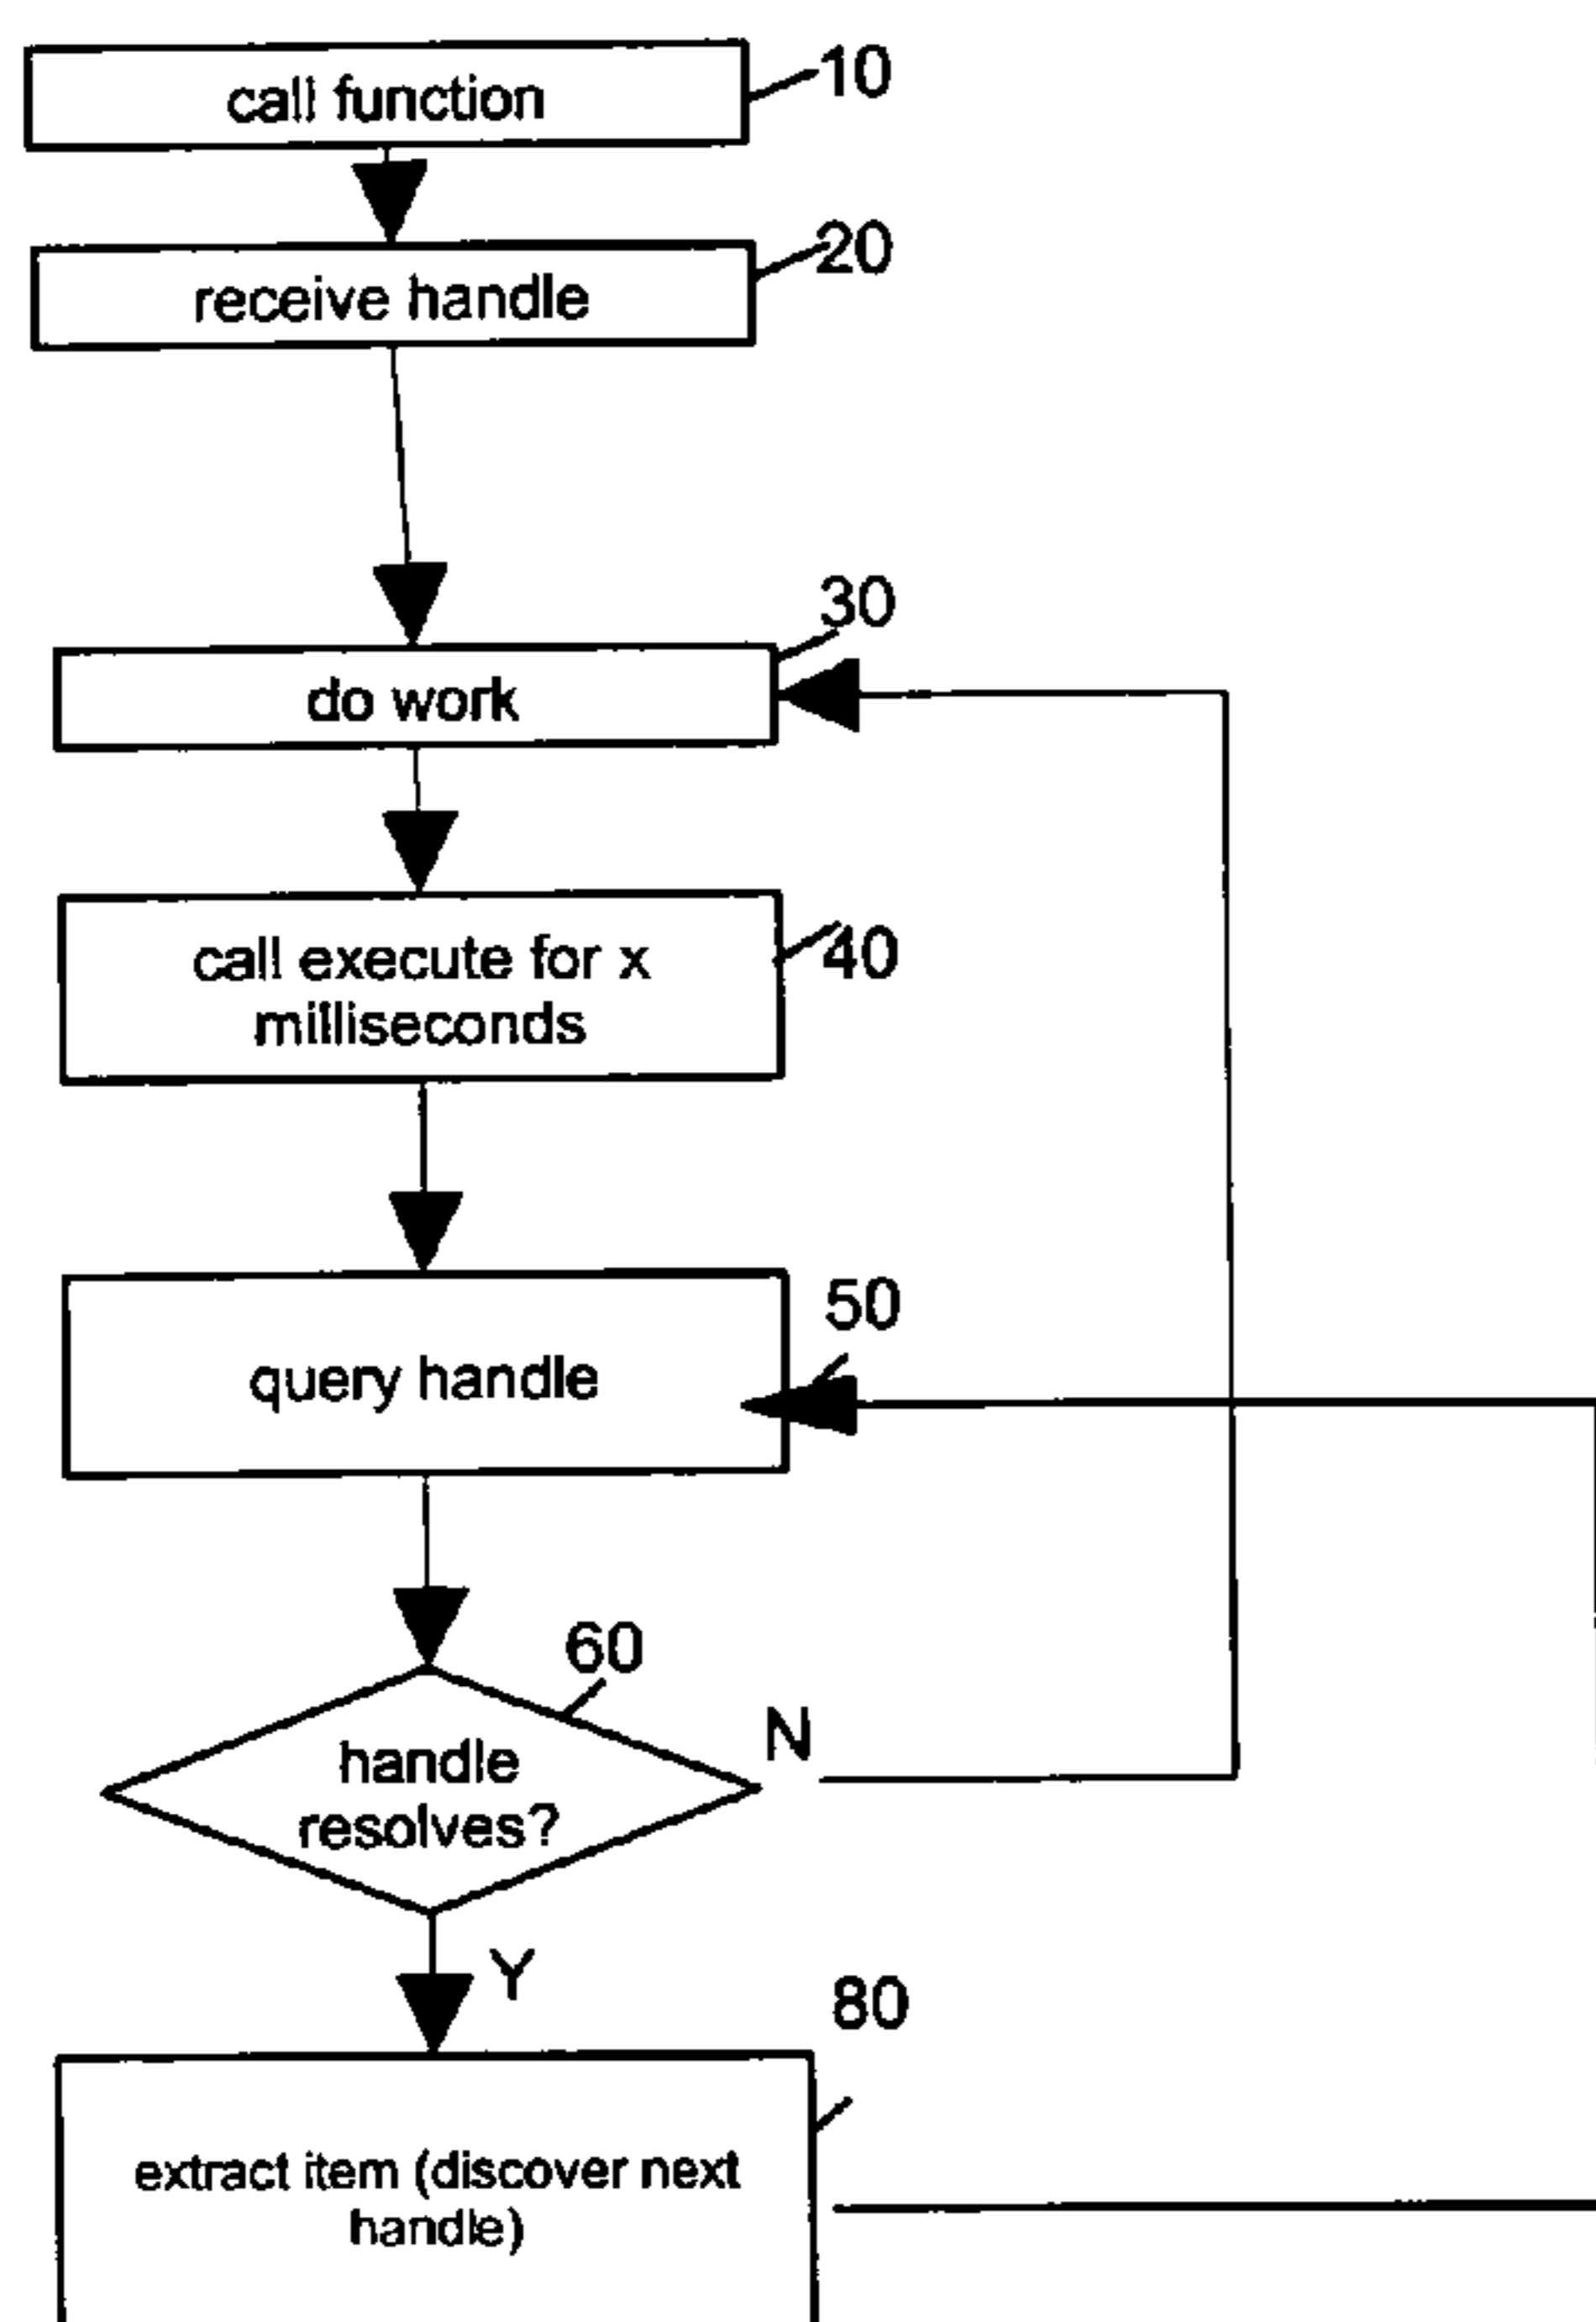 call function
10
receive handle
20
30
do work
call execute for x
milliseconds
40
50
query handle
60
handle
resolves?
N
Y
80
extract item (discover next
handle)